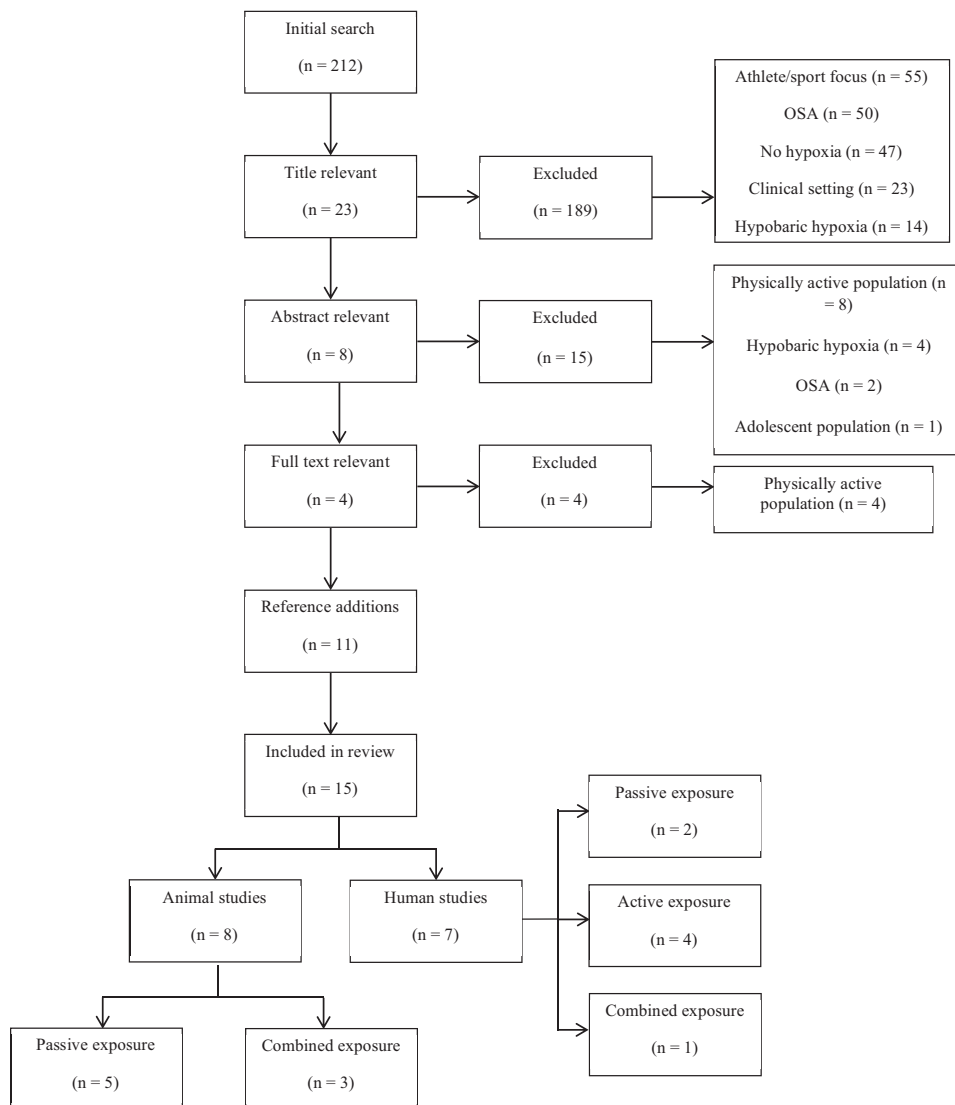 Initial search
(n = 212)
Athlete/sport focus (n = 55)
OSA (n = 50)
No hypoxia (n = 47)
Clinical setting (n = 23)
Hypobaric hypoxia (n = 14)
Title relevant
(n = 23)
Excluded
(n = 189)
Physically active population (n
= 8)
Hypobaric hypoxia (n = 4)
OSA (n = 2)
Adolescent population (n = 1)
Abstract relevant
(n = 8)
Excluded
(n = 15)
Full text relevant
(n = 4)
Excluded
(n = 4)
Physically active
population (n = 4)
Reference additions
(n = 11)
Included in review
(n = 15)
Animal studies
(n = 8)
Human studies
(n = 7)
Passive exposure
(n = 2)
Active exposure
(n = 4)
Combined exposure
(n = 1)
Passive exposure
(n = 5)
Combined exposure
(n = 3)